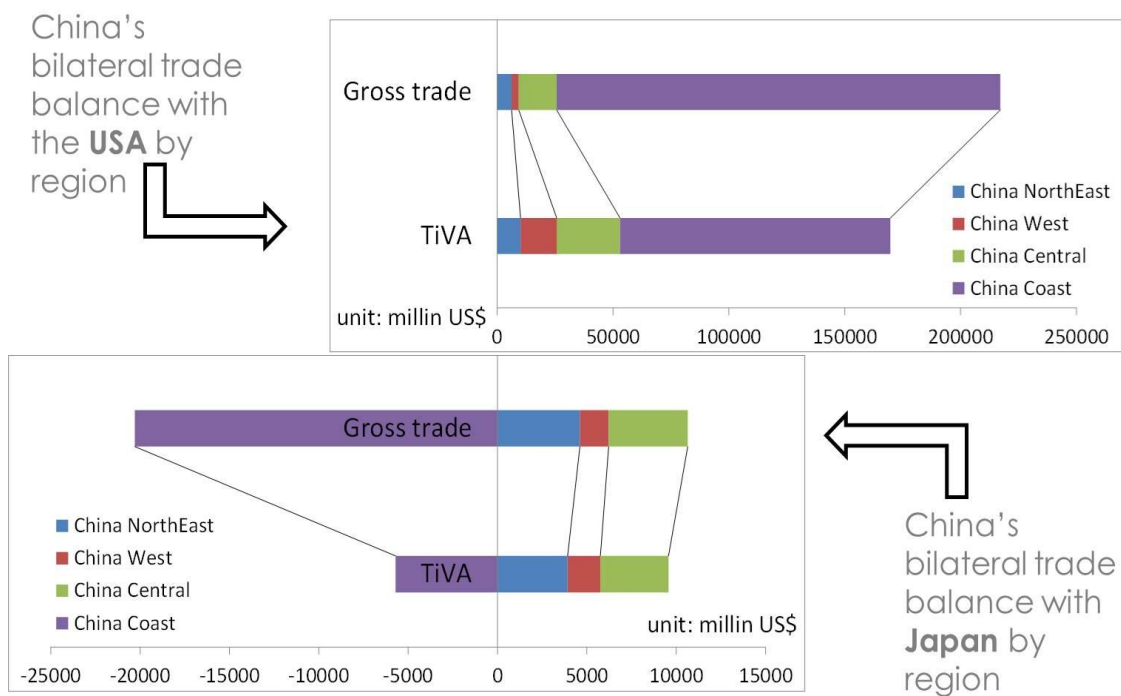 China's
bilateral trade
balance with
the USA by
region
Gross trade
TiVA
China NorthEast
China West
China Central
China Coast
unit: millin US$
0 50000 100000 150000 200000 250000
Gross trade
TiVA
China NorthEast
China West
China Central
China Coast
unit: millin US$
-25000 -20000 -15000 -10000 -5000 0 5000 10000 15000
China's
bilateral trade
balance with
Japan by
region